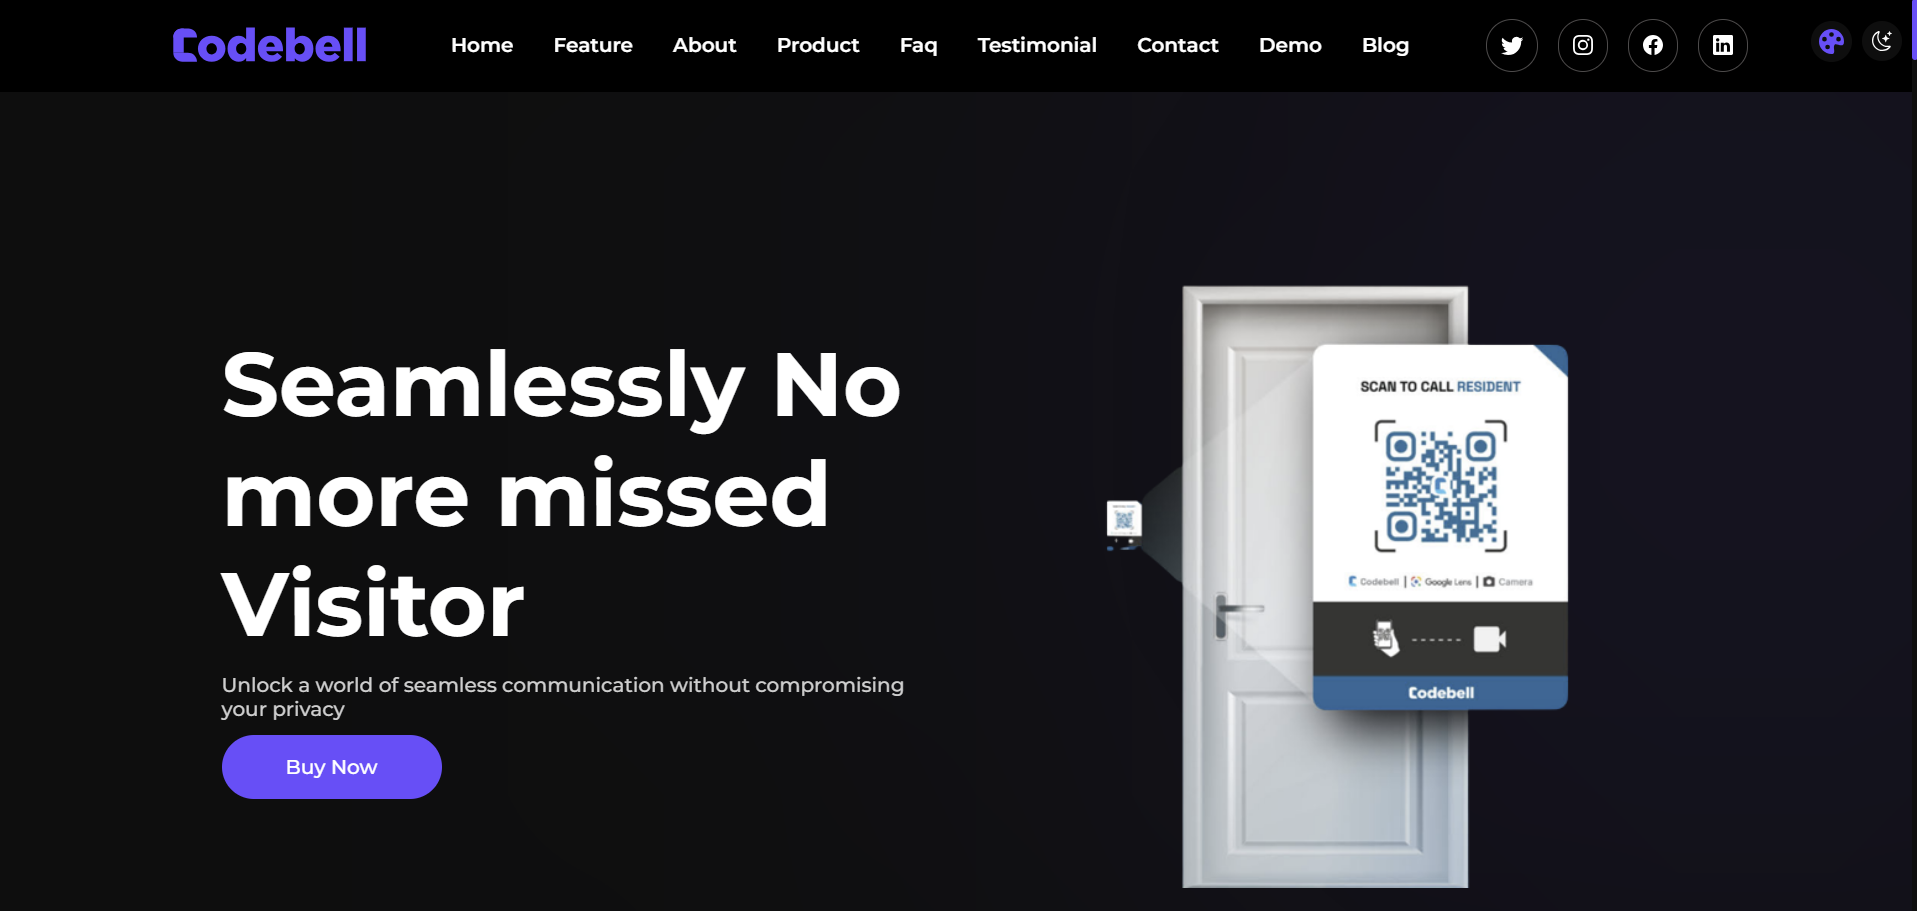 Codebell
Home Feature About Product Faq Testimonial Contact Demo Blog
Seamlessly No
more missed
Visitor
Unlock a world of seamless communication without compromising
your privacy
Buy Now
SCAN TO CALL RESIDENT
Codebell | Google Lens | Camera
Codebell